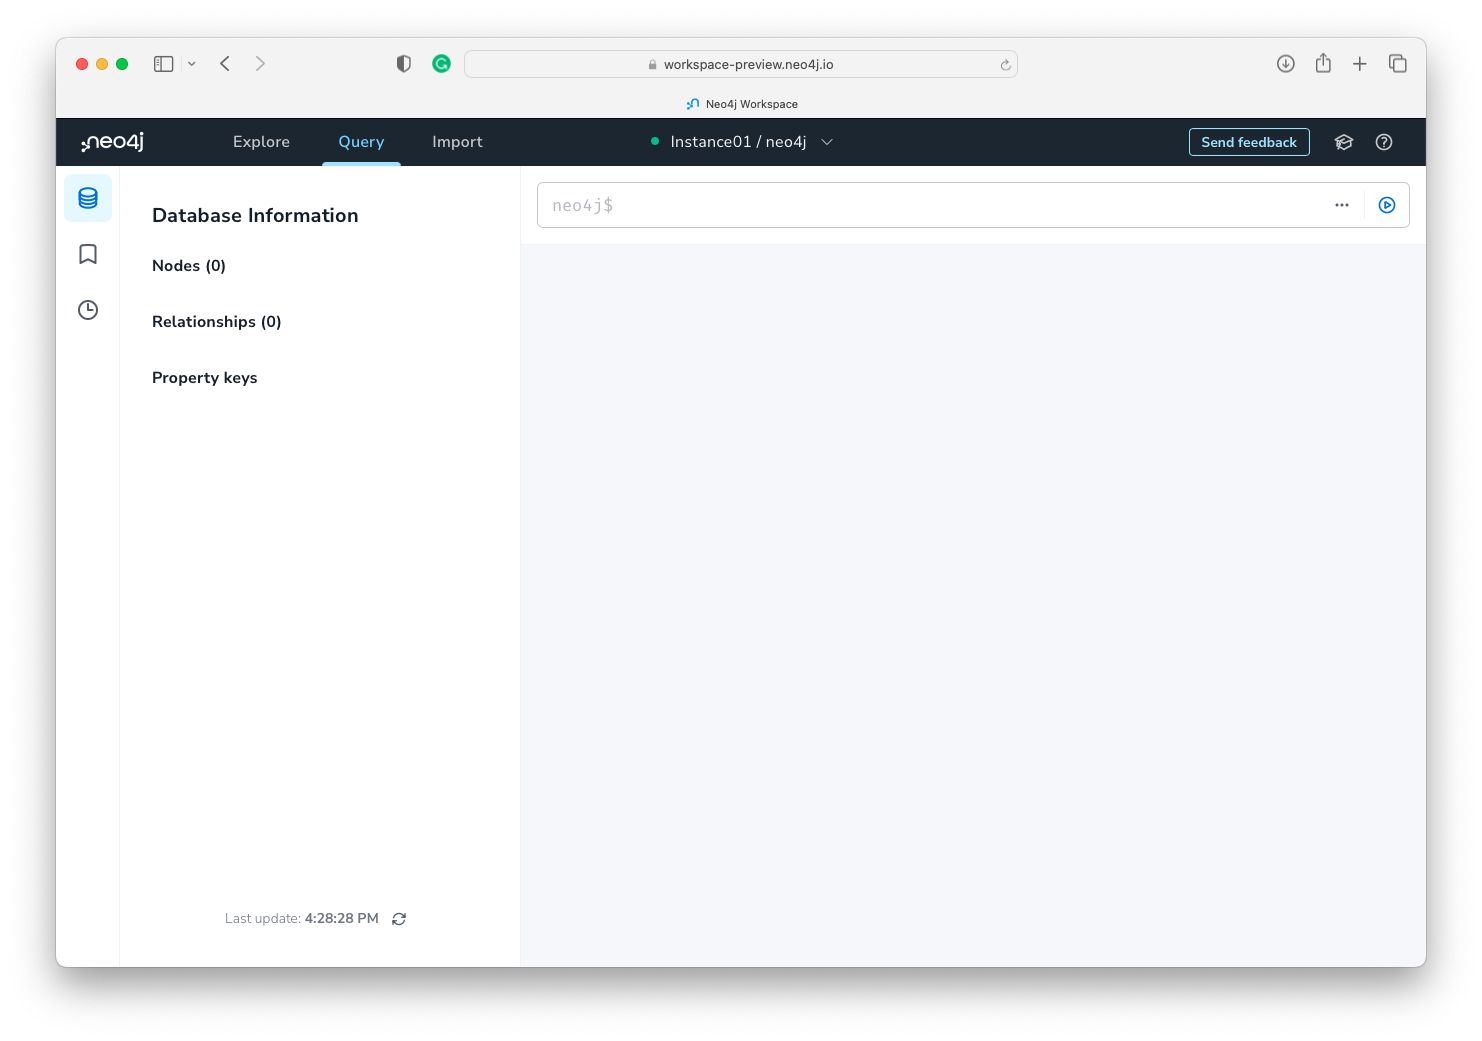 workspace-preview.neo4j.io
Neo4j Workspace
neo4j
Explore
Query
Import
Instance01 / neo4j
Send feedback
Database Information
neo4j$
Nodes (0)
Relationships (0)
Property keys
Last update: 4:28:28 PM